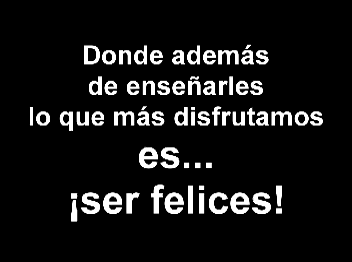 Donde además
de enseñarles
lo que más disfrutamos
es...
¡ser felices!